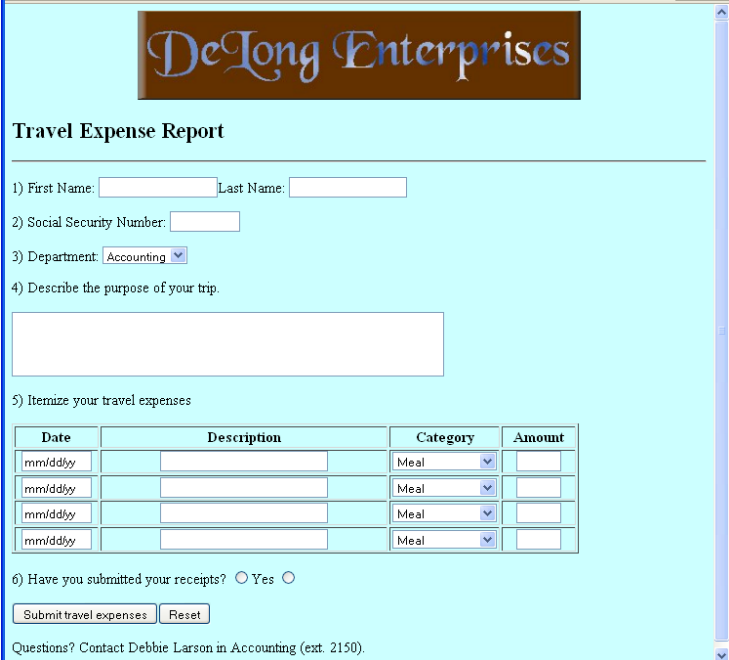 DeLong Enterprises
Travel Expense Report
1) First Name: Last Name:
2) Social Security Number:
3) Department: Accounting
4) Describe the purpose of your trip.
5) Itemize your travel expenses
Date Description Category Amount
mm/dd/yy Meal
mm/dd/yy Meal
mm/dd/yy Meal
mm/dd/yy Meal
6) Have you submitted your receipts? Yes
Submit travel expenses Reset
Questions? Contact Debbie Larson in Accounting (ext. 2150).